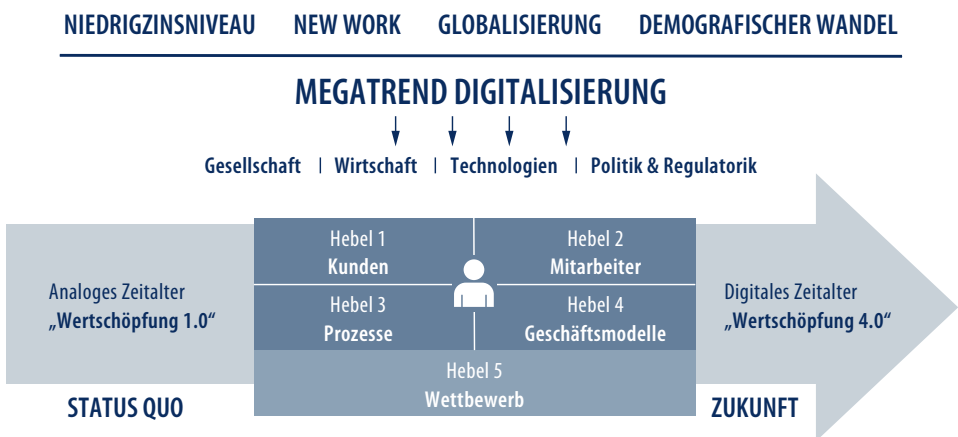 NIEDRIGZINSNIVEAU NEW WORK GLOBALISIERUNG DEMOGRAFISCHER WANDEL
MEGATREND DIGITALISIERUNG
Gesellschaft | Wirtschaft | Technologien | Politik & Regulatorik
Hebel 1
Kunden
Hebel 2
Mitarbeiter
Analoges Zeitalter
„Wertschöpfung 1.0“
Hebel 3
Prozesse
Hebel 4
Geschäftsmodelle
Digitales Zeitalter
„Wertschöpfung 4.0“
Hebel 5
Wettbewerb
STATUS QUO
ZUKUNFT